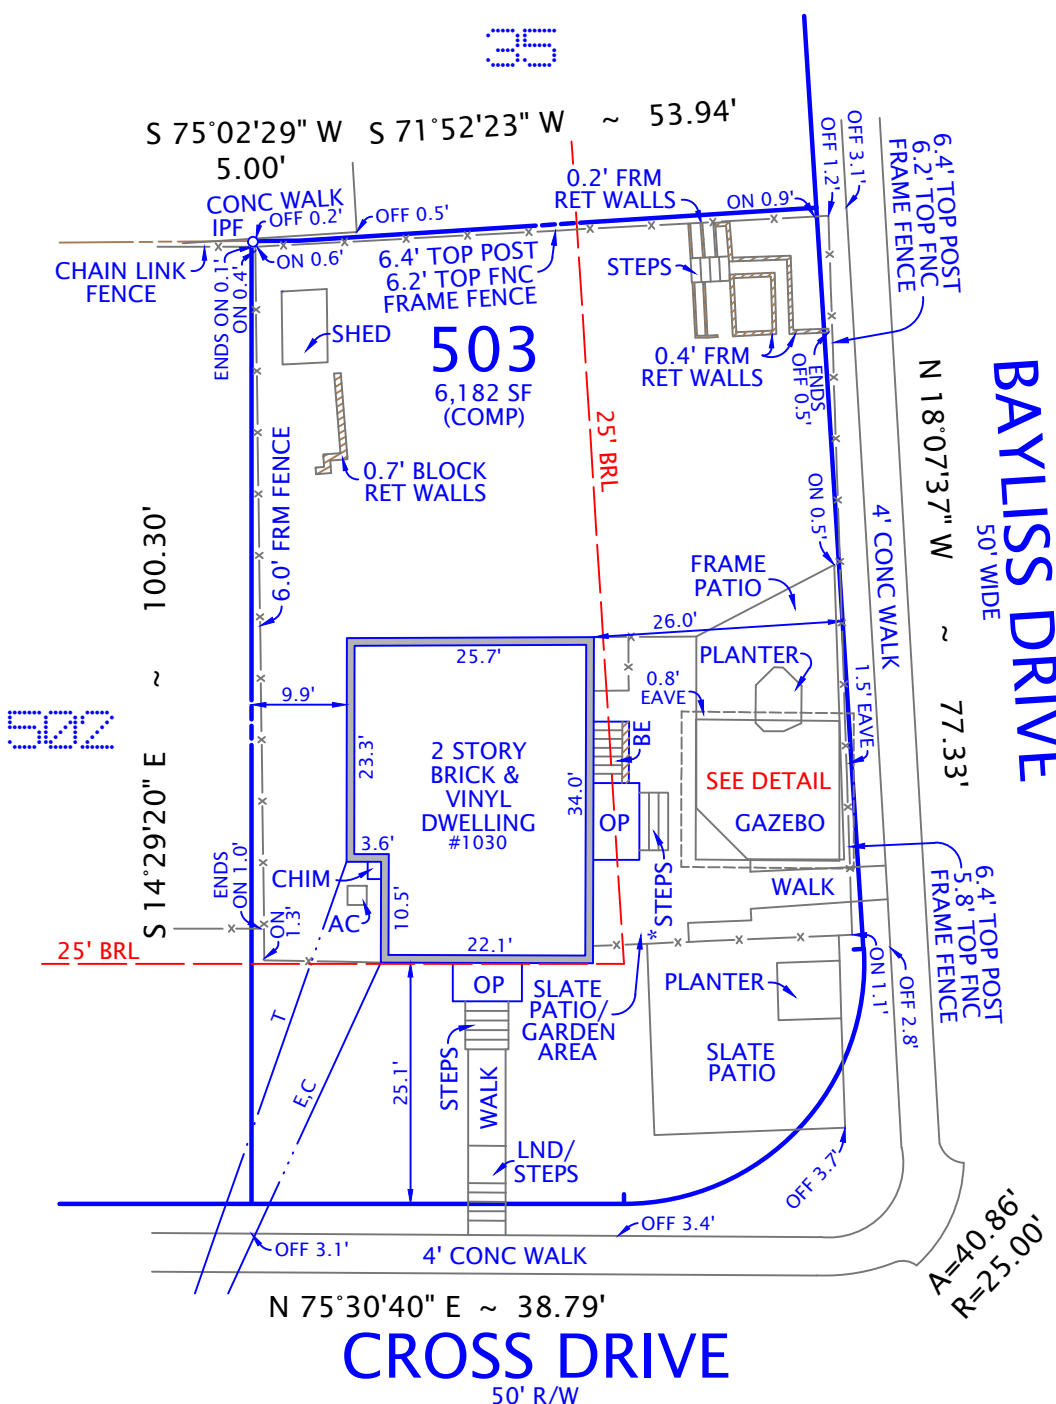 35
S 75°02'29" W
5.00'
S 71°52'23" W ~ 53.94'
CONC WALK
IPF
OFF 0.2'
OFF 0.5'
ON 0.6'
CHAIN LINK
FENCE
ENDS ON 0.1'
ON 0.4'
6.4' TOP POST
6.2' TOP FNC
FRAME FENCE
0.2' FRM
RET WALLS
ON 0.9'
OFF 1.2'
OFF 3.1'
6.4' TOP POST
6.2' TOP FNC
FRAME FENCE
STEPS
SHED
503
6,182 SF
(COMP)
0.4' FRM
RET WALLS
ENDS
OFF 0.5'
25' BRL
0.7' BLOCK
RET WALLS
6.0' FRM FENCE
ON 0.5'
4' CONC WALK
N 18°07'37" W ~ 77.33'
BAYLISS DRIVE
50' WIDE
S 14°29'20" E ~ 100.30'
502
FRAME
PATIO
26.0'
PLANTER
0.8'
EAVE
1.5' EAVE
25.7'
9.9'
23.3'
2 STORY
BRICK &
VINYL
DWELLING
#1030
34.0'
BE
OP
SEE DETAIL
GAZEBO
3.6'
CHIM
AC
10.5'
22.1'
ENDS
ON 1.0'
ON
1.3'
25' BRL
*STEPS
WALK
6.4' TOP POST
5.8' TOP FNC
FRAME FENCE
ON 1.1'
OFF 2.8'
OP
SLATE
PATIO/
GARDEN
AREA
PLANTER
SLATE
PATIO
STEPS
WALK
25.1'
T
E,C
LND/
STEPS
OFF 3.7'
OFF 3.1'
OFF 3.4'
4' CONC WALK
A=40.86'
R=25.00'
N 75°30'40" E ~ 38.79'
CROSS DRIVE
50' R/W